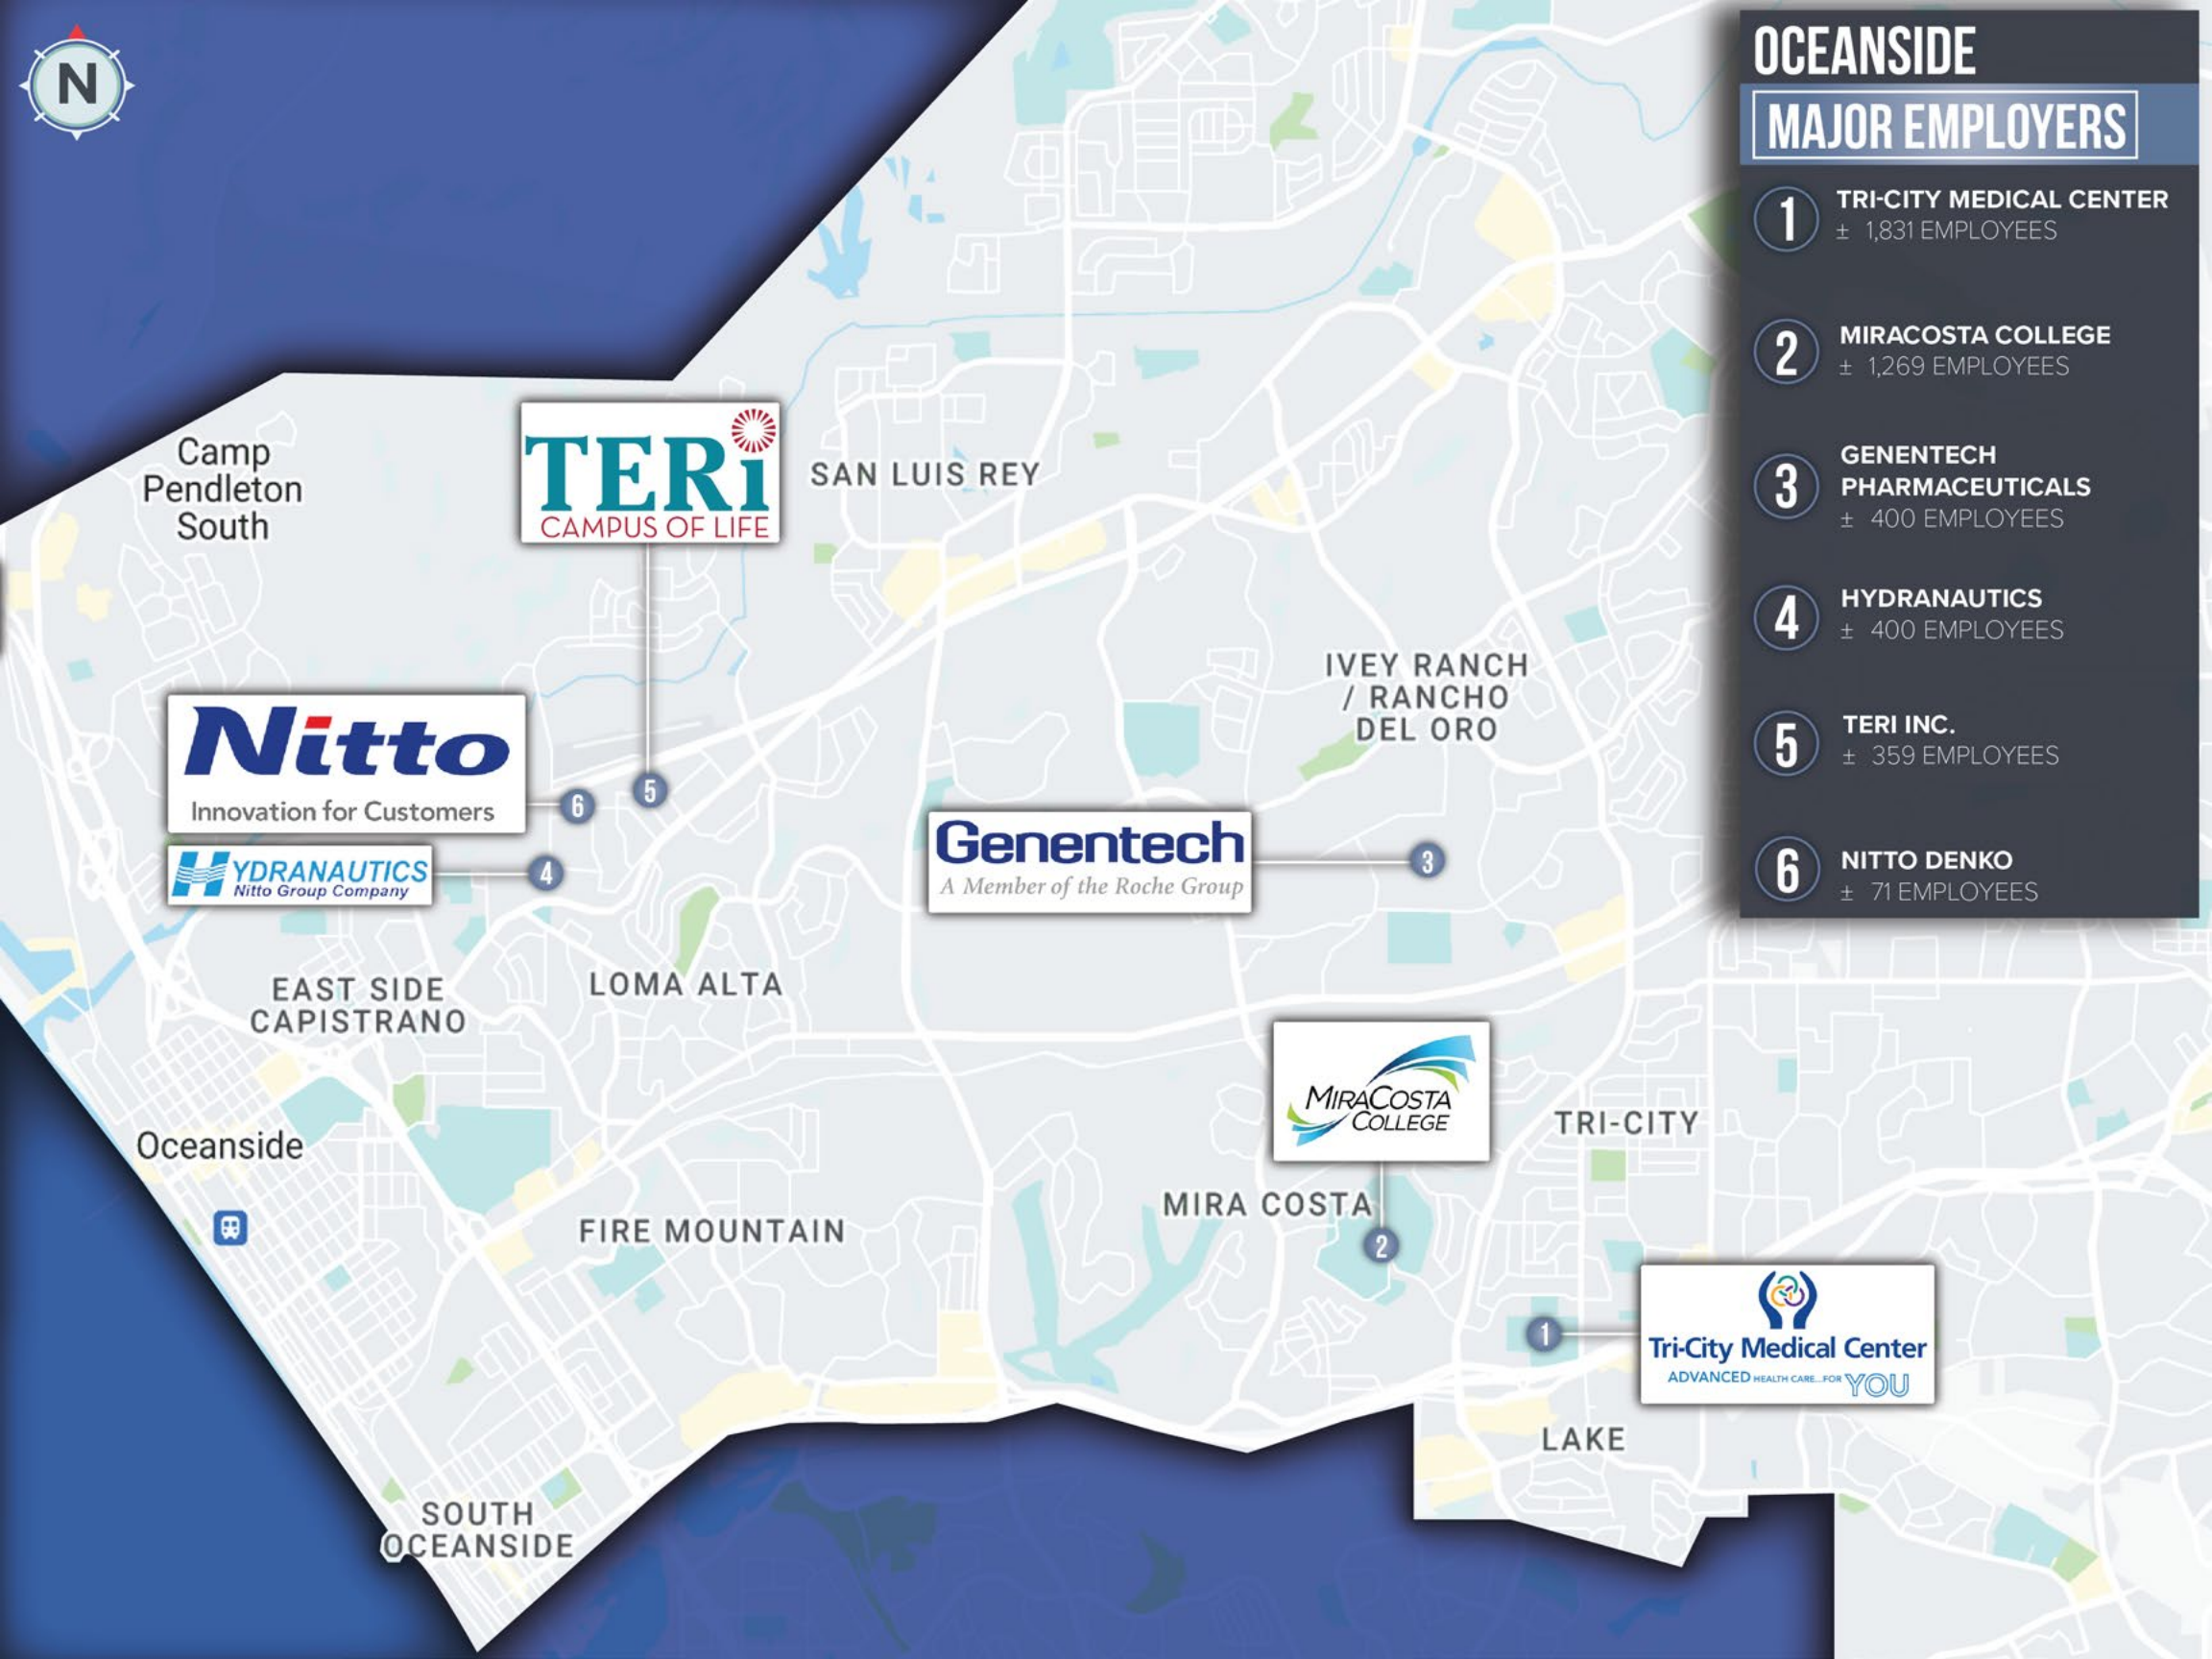 N
OCEANSIDE
MAJOR EMPLOYERS
1
TRI-CITY MEDICAL CENTER
± 1,831 EMPLOYEES
2
MIRACOSTA COLLEGE
± 1,269 EMPLOYEES
3
GENENTECH
PHARMACEUTICALS
± 400 EMPLOYEES
4
HYDRANAUTICS
± 400 EMPLOYEES
5
TERI INC.
± 359 EMPLOYEES
6
NITTO DENKO
± 71 EMPLOYEES
Camp
Pendleton
South
TERi
CAMPUS OF LIFE
SAN LUIS REY
IVEY RANCH
/ RANCHO
DEL ORO
Nitto
Innovation for Customers
6
5
HYDRANAUTICS
Nitto Group Company
4
Genentech
A Member of the Roche Group
3
EAST SIDE
CAPISTRANO
LOMA ALTA
MIRACOSTA
COLLEGE
TRI-CITY
Oceanside
MIRA COSTA
2
FIRE MOUNTAIN
1
Tri-City Medical Center
ADVANCED HEALTH CARE...FOR YOU
LAKE
SOUTH
OCEANSIDE